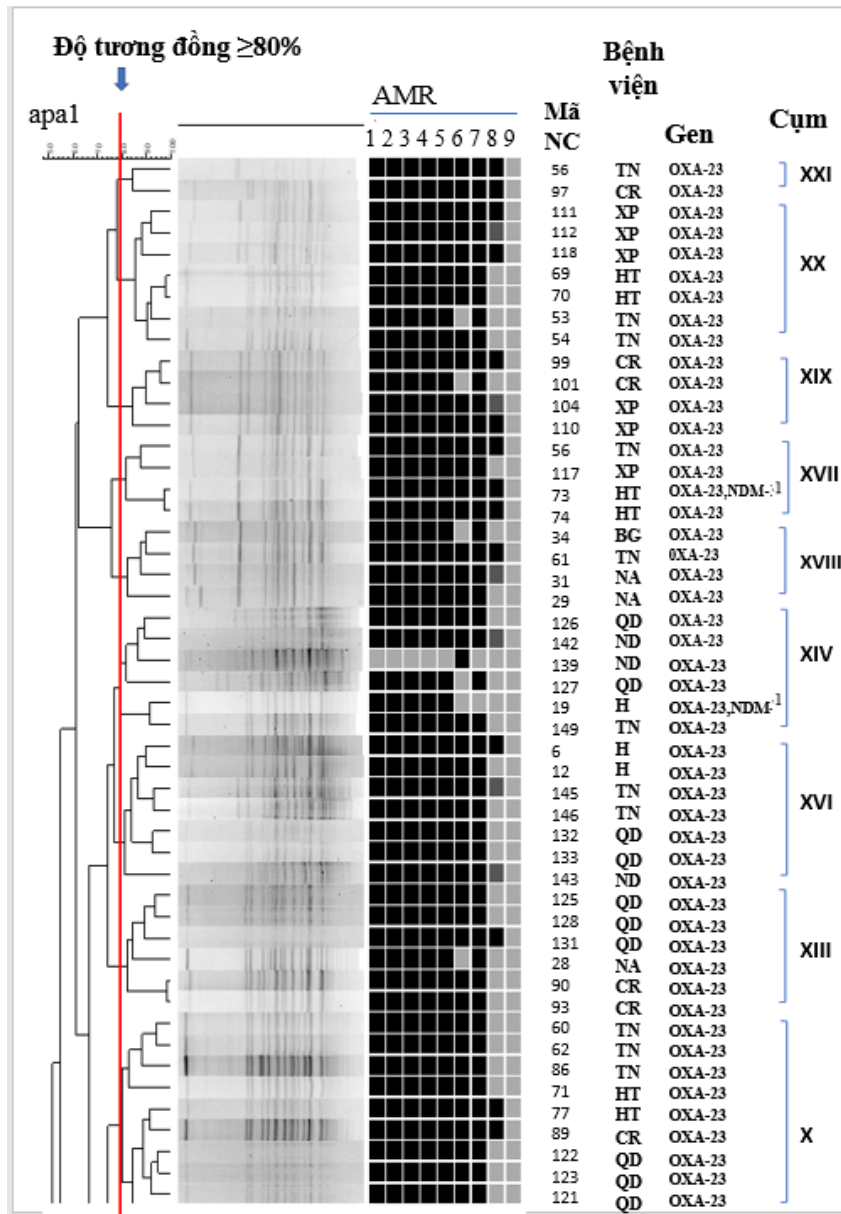 Độ tương đồng ≥80%
apa1
100
AMR
1 2 3 4 5 6 7 8 9
Mã NC
Bệnh viện
Gen
Cụm
56 TN OXA-23
97 CR OXA-23
XXI
111 XP OXA-23
112 XP OXA-23
118 XP OXA-23
69 HT OXA-23
70 HT OXA-23
53 TN OXA-23
54 TN OXA-23
XX
99 CR OXA-23
101 CR OXA-23
104 XP OXA-23
110 XP OXA-23
XIX
56 TN OXA-23
117 XP OXA-23
73 HT OXA-23,NDM-1
74 HT OXA-23
XVII
34 BG OXA-23
61 TN 0XA-23
31 NA OXA-23
29 NA OXA-23
XVIII
126 QD OXA-23
142 ND OXA-23
139 ND OXA-23
127 QD OXA-23
19 H OXA-23,NDM-1
149 TN OXA-23
XIV
6 H OXA-23
12 H OXA-23
145 TN OXA-23
146 TN OXA-23
132 QD OXA-23
133 QD OXA-23
143 ND OXA-23
XVI
125 QD OXA-23
128 QD OXA-23
131 QD OXA-23
28 NA OXA-23
90 CR OXA-23
93 CR OXA-23
XIII
60 TN OXA-23
62 TN OXA-23
86 TN OXA-23
71 HT OXA-23
77 HT OXA-23
89 CR OXA-23
122 QD OXA-23
123 QD OXA-23
121 QD OXA-23
X